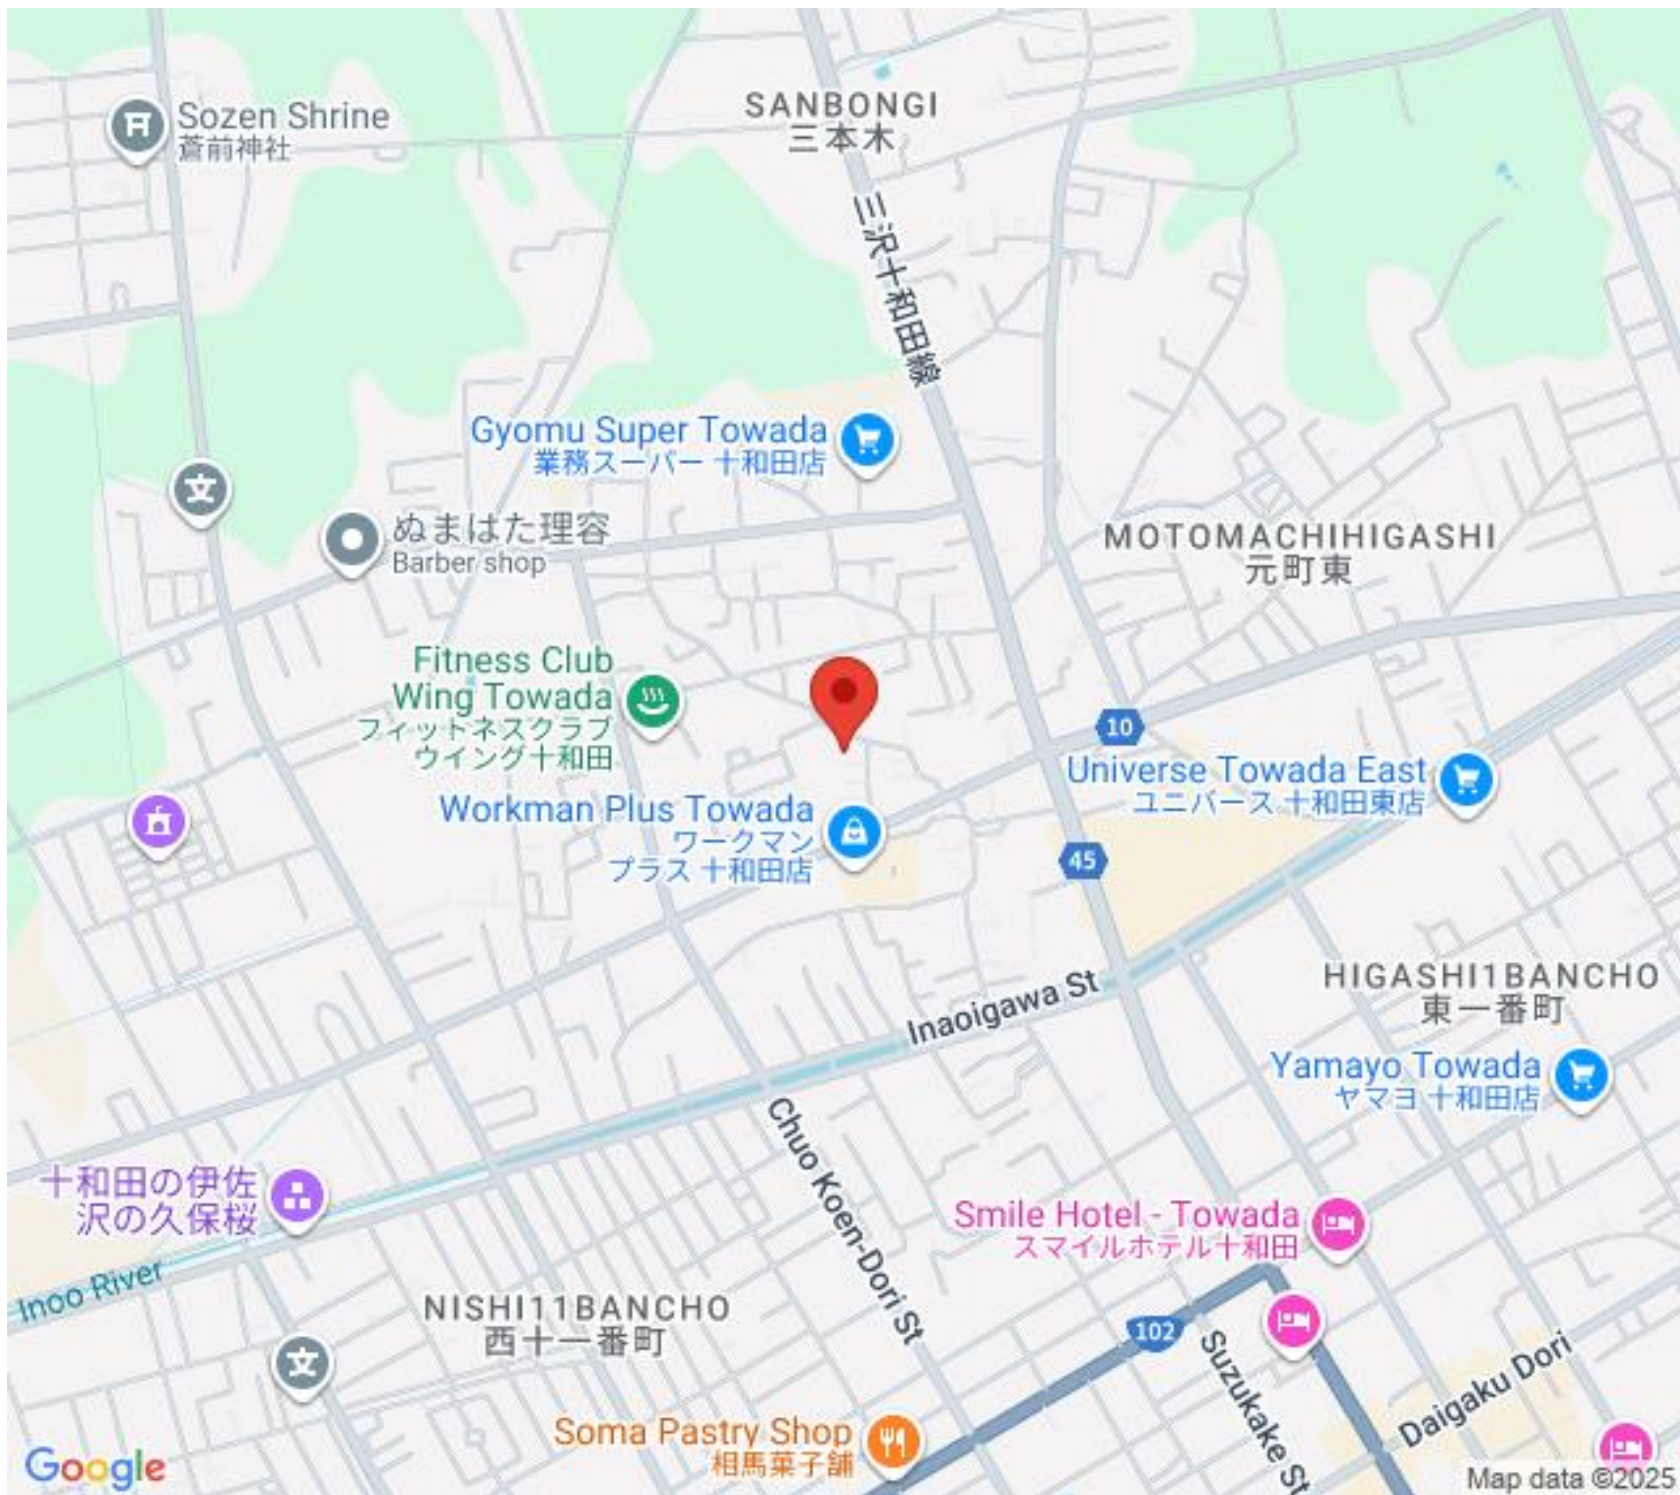 Sozen Shrine
蒼前神社
SANBONGI
三本木
三沢十和田線
Gyomu Super Towada
業務スーパー 十和田店
文
ぬまはた理容
Barber shop
MOTOMACHIHIGASHI
元町東
Fitness Club
Wing Towada
フィットネスクラブ
ウイング十和田
10
Universe Towada East
ユニバース 十和田東店
Workman Plus Towada
ワークマン
プラス 十和田店
45
HIGASHI1BANCHO
東一番町
Inaoigawa St
Yamayo Towada
ヤマヨ 十和田店
Chuo Koen-Dori St
十和田の伊佐
沢の久保桜
Smile Hotel - Towada
スマイルホテル十和田
Inoo River
NISHI11BANCHO
西十一番町
102
文
Suzukake St
Daigaku Dori
Soma Pastry Shop
相馬菓子舗
Google
Map data ©2025